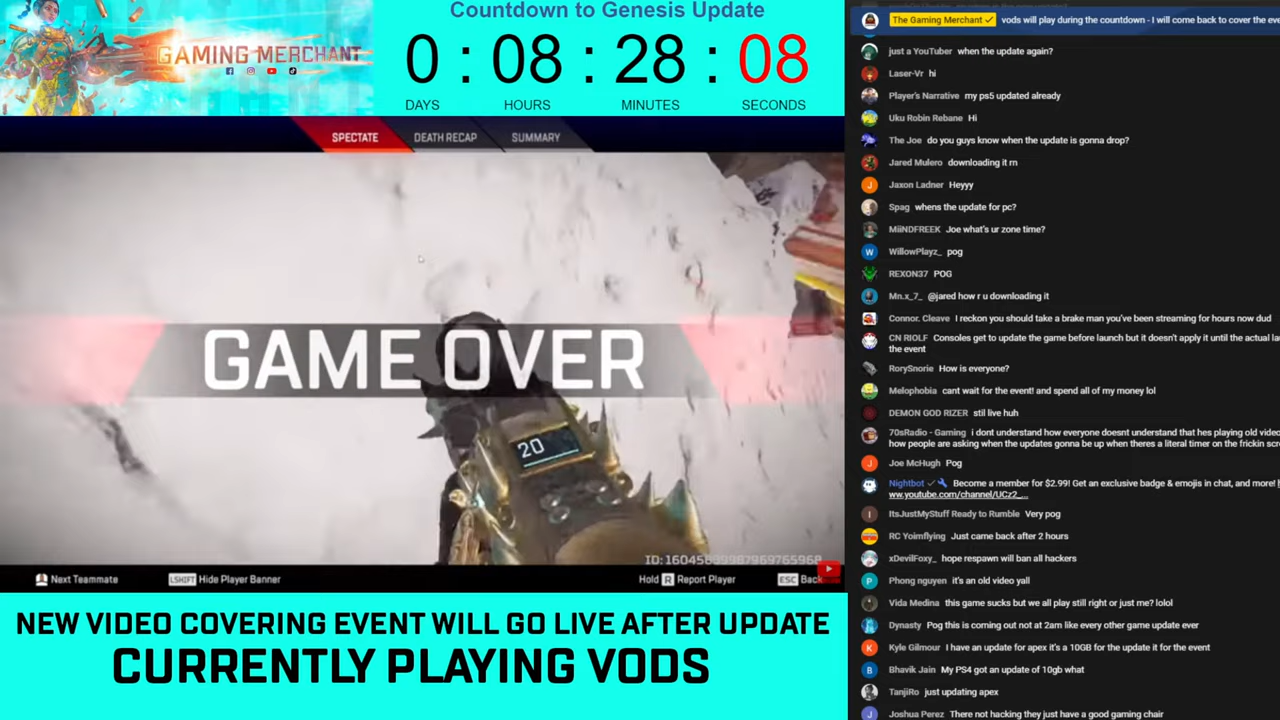 GAMING MERCHANT
Countdown to Genesis Update
0 : 08 : 28 : 08
DAYS HOURS MINUTES SECONDS
SPECTATE DEATH RECAP SUMMARY
GAME OVER
20
Next Teammate LSHIFT Hide Player Banner Hold R Report Player ESC Back
NEW VIDEO COVERING EVENT WILL GO LIVE AFTER UPDATE
CURRENTLY PLAYING VODS
The Gaming Merchant vods will play during the countdown - I will come back to cover the eve
just a YouTuber when the update again?
Laser-Vr hi
Player's Narrative my ps5 updated already
Uku Robin Rebane Hi
The Joe do you guys know when the update is gonna drop?
Jared Mulero downloading it rn
J Jaxon Ladner Heyyy
Spag whens the update for pc?
MiiNDFREEK Joe what's ur zone time?
W WillowPlayz_ pog
REXON37 POG
Mn.x_7_ @jared how r u downloading it
Connor. Cleave I reckon you should take a brake man you've been streaming for hours now dud
CN RIOLF Consoles get to update the game before launch but it doesn't apply it until the actual la
the event
RorySnorie How is everyone?
Melophobia cant wait for the event! and spend all of my money lol
DEMON GOD RIZER stil live huh
70sRadio - Gaming i dont understand how everyone doesnt understand that hes playing old video
how people are asking when the updates gonna be up when theres a literal timer on the frickin scre
J Joe McHugh Pog
Nightbot Become a member for $2.99! Get an exclusive badge & emojis in chat, and more!
ww.youtube.com/channel/UCz2_...
I ItsJustMyStuff Ready to Rumble Very pog
RC Yoimflying Just came back after 2 hours
xDevilFoxy_ hope respawn will ban all hackers
P Phong nguyen it's an old video yall
Vida Medina this game sucks but we all play still right or just me? lolol
Dynasty Pog this is coming out not at 2am like every other game update ever
K Kyle Gilmour I have an update for apex it's a 10GB for the update it for the event
B Bhavik Jain My PS4 got an update of 10gb what
TanjiRo just updating apex
J Joshua Perez There not hacking they just have a good gaming chair